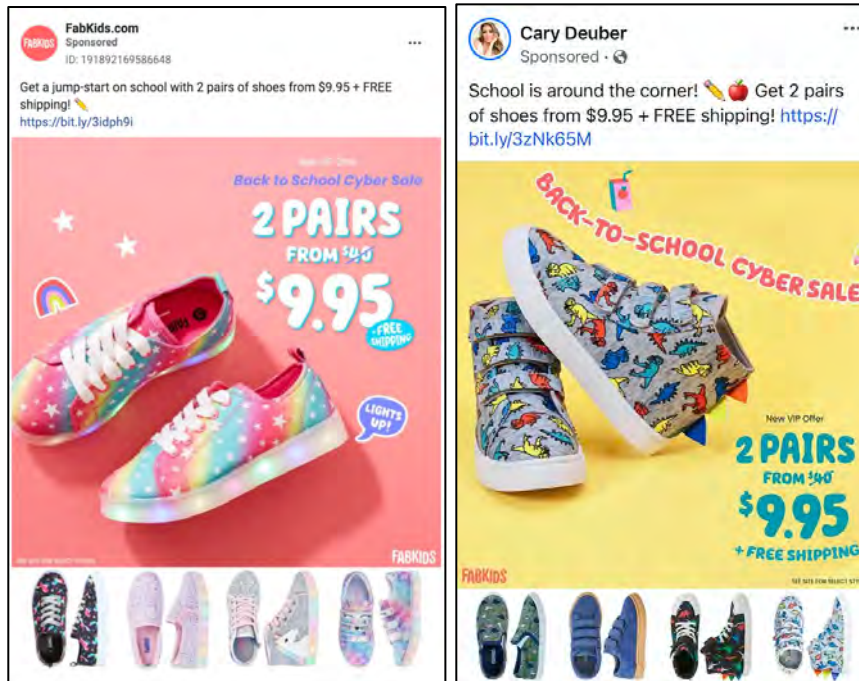 FABKIDS
FabKids.com
Sponsored
ID: 191892169586648
Get a jump-start on school with 2 pairs of shoes from $9.95 + FREE
shipping! ✏️
https://bit.ly/3idph9i
Back to School Cyber Sale
2 PAIRS
FROM $40
$9.95
+FREE
SHIPPING
LIGHTS
UP!
FABKIDS
Cary Deuber
Sponsored ·
School is around the corner! ✏️🍎 Get 2 pairs
of shoes from $9.95 + FREE shipping! https://
bit.ly/3zNk65M
BACK-TO-SCHOOL CYBER SALE
New VIP Offer
2 PAIRS
FROM $40
$9.95
+ FREE SHIPPING
FABKIDS